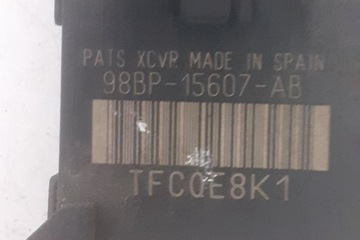 PATS XCVR MADE IN SPAIN
98BP-15607-AB
TFC0E8K1